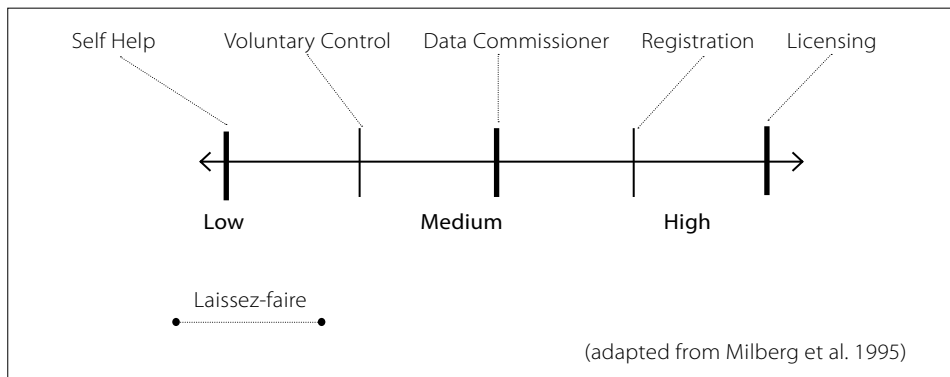 Self Help Voluntary Control Data Commissioner Registration Licensing
Low Medium High
Laissez-faire
(adapted from Milberg et al. 1995)